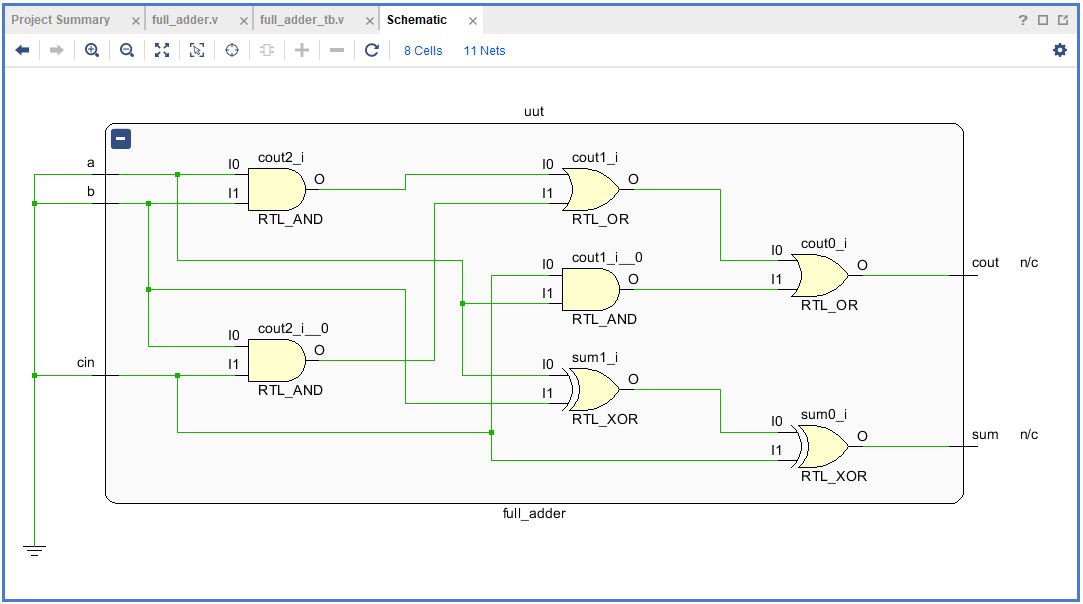 Project Summary × full_adder.v × full_adder_tb.v × Schematic ×
8 Cells 11 Nets
uut
a
b
cin
I0 cout2_i
I1 O
RTL_AND
I0 cout2_i__0
I1 O
RTL_AND
I0 cout1_i
I1 O
RTL_OR
I0 cout1_i__0
I1 O
RTL_AND
I0 sum1_i
I1 O
RTL_XOR
I0 cout0_i
I1 O
RTL_OR
I0 sum0_i
I1 O
RTL_XOR
cout n/c
sum n/c
full_adder